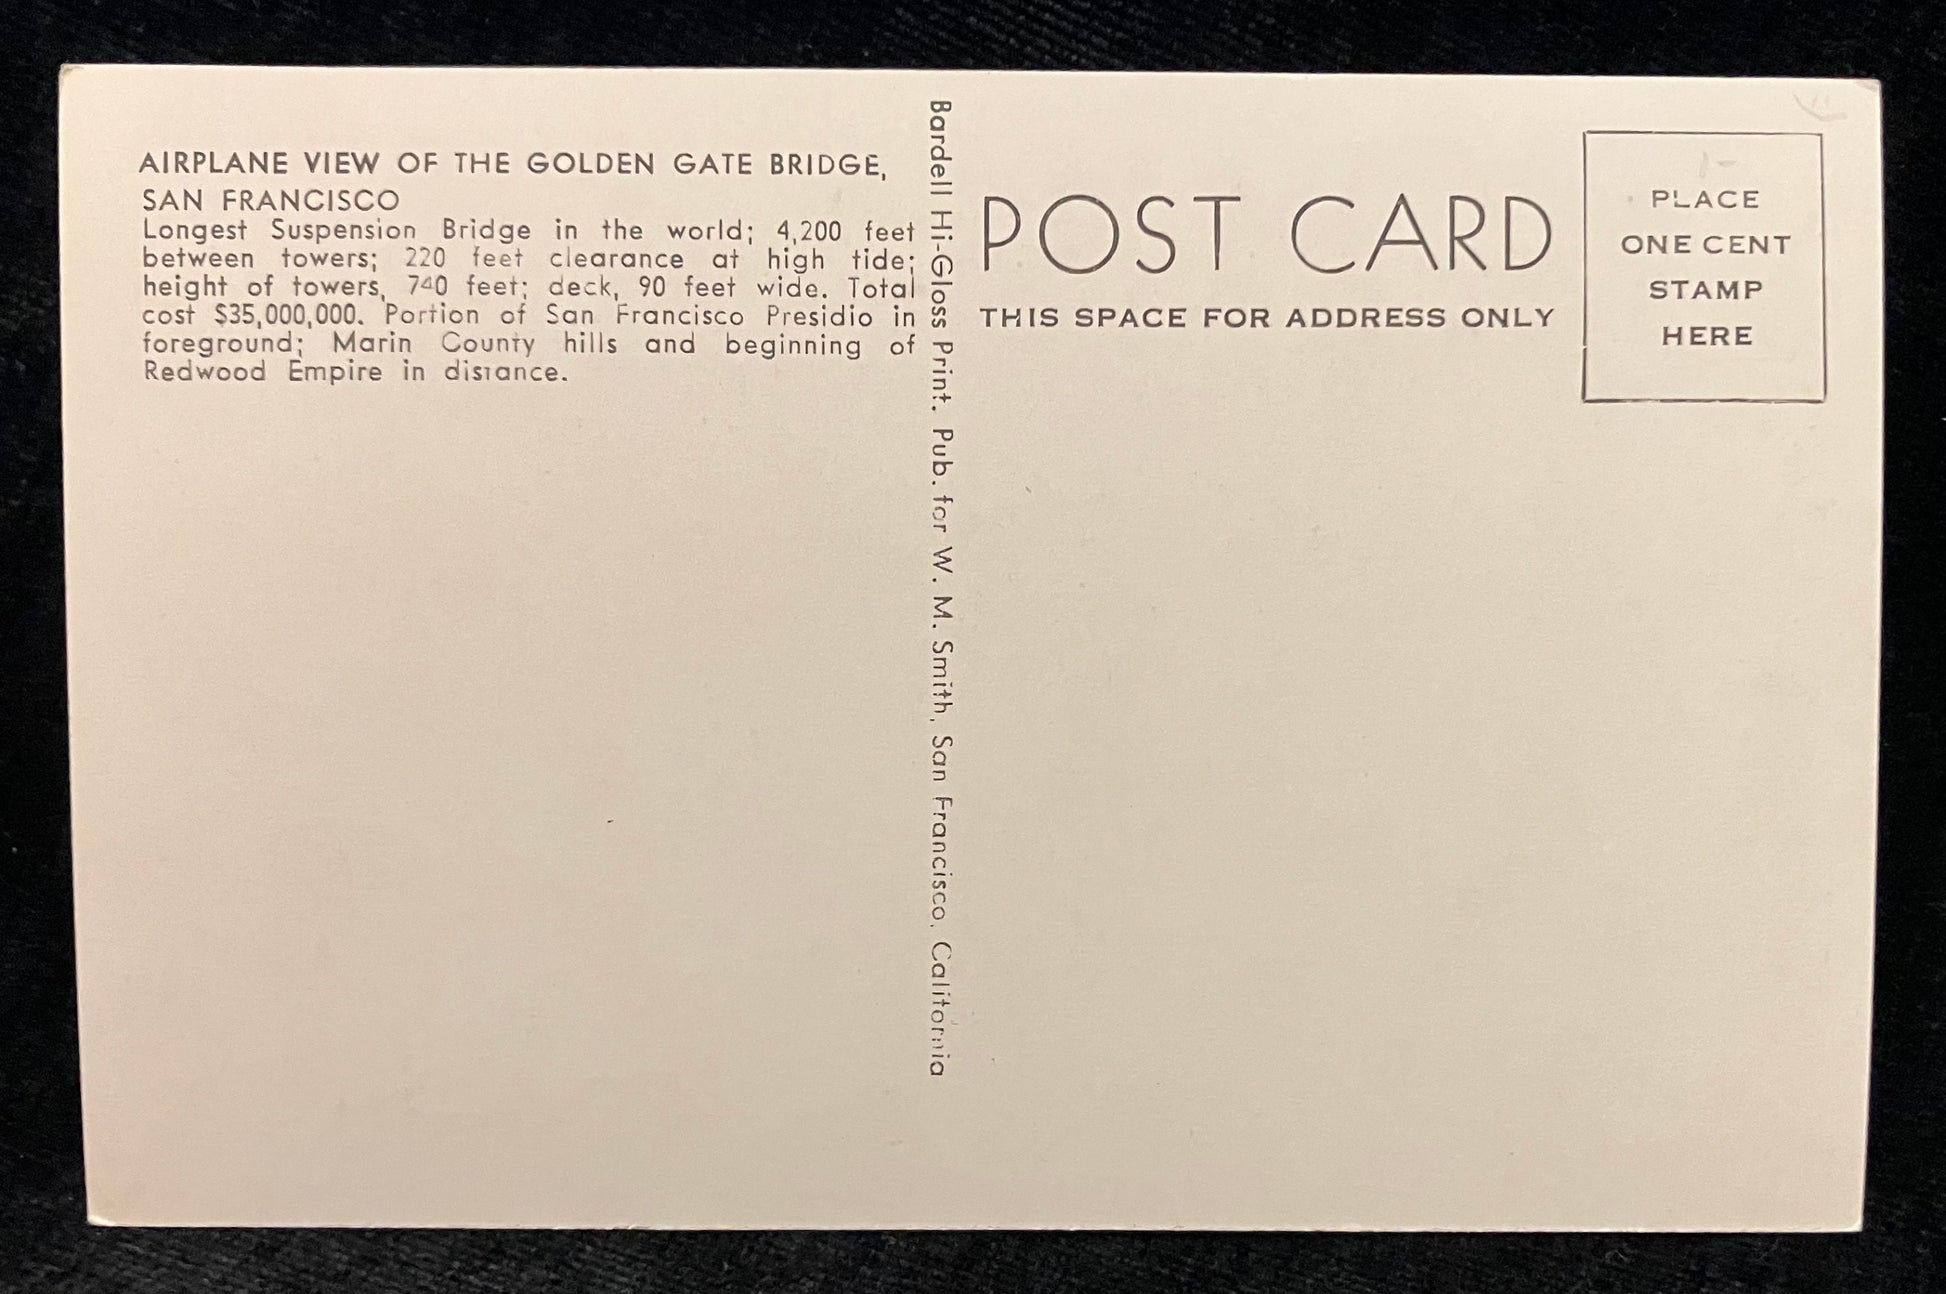 AIRPLANE VIEW OF THE GOLDEN GATE BRIDGE,
SAN FRANCISCO
Longest Suspension Bridge in the world; 4,200 feet
between towers; 220 feet clearance at high tide;
height of towers, 740 feet; deck, 90 feet wide. Total
cost $35,000,000. Portion of San Francisco Presidio in
foreground; Marin County hills and beginning of
Redwood Empire in distance.
Bardell Hi-Gloss Print. Pub. for W. M. Smith, San Francisco, California
POST CARD
THIS SPACE FOR ADDRESS ONLY
1-
PLACE
ONE CENT
STAMP
HERE